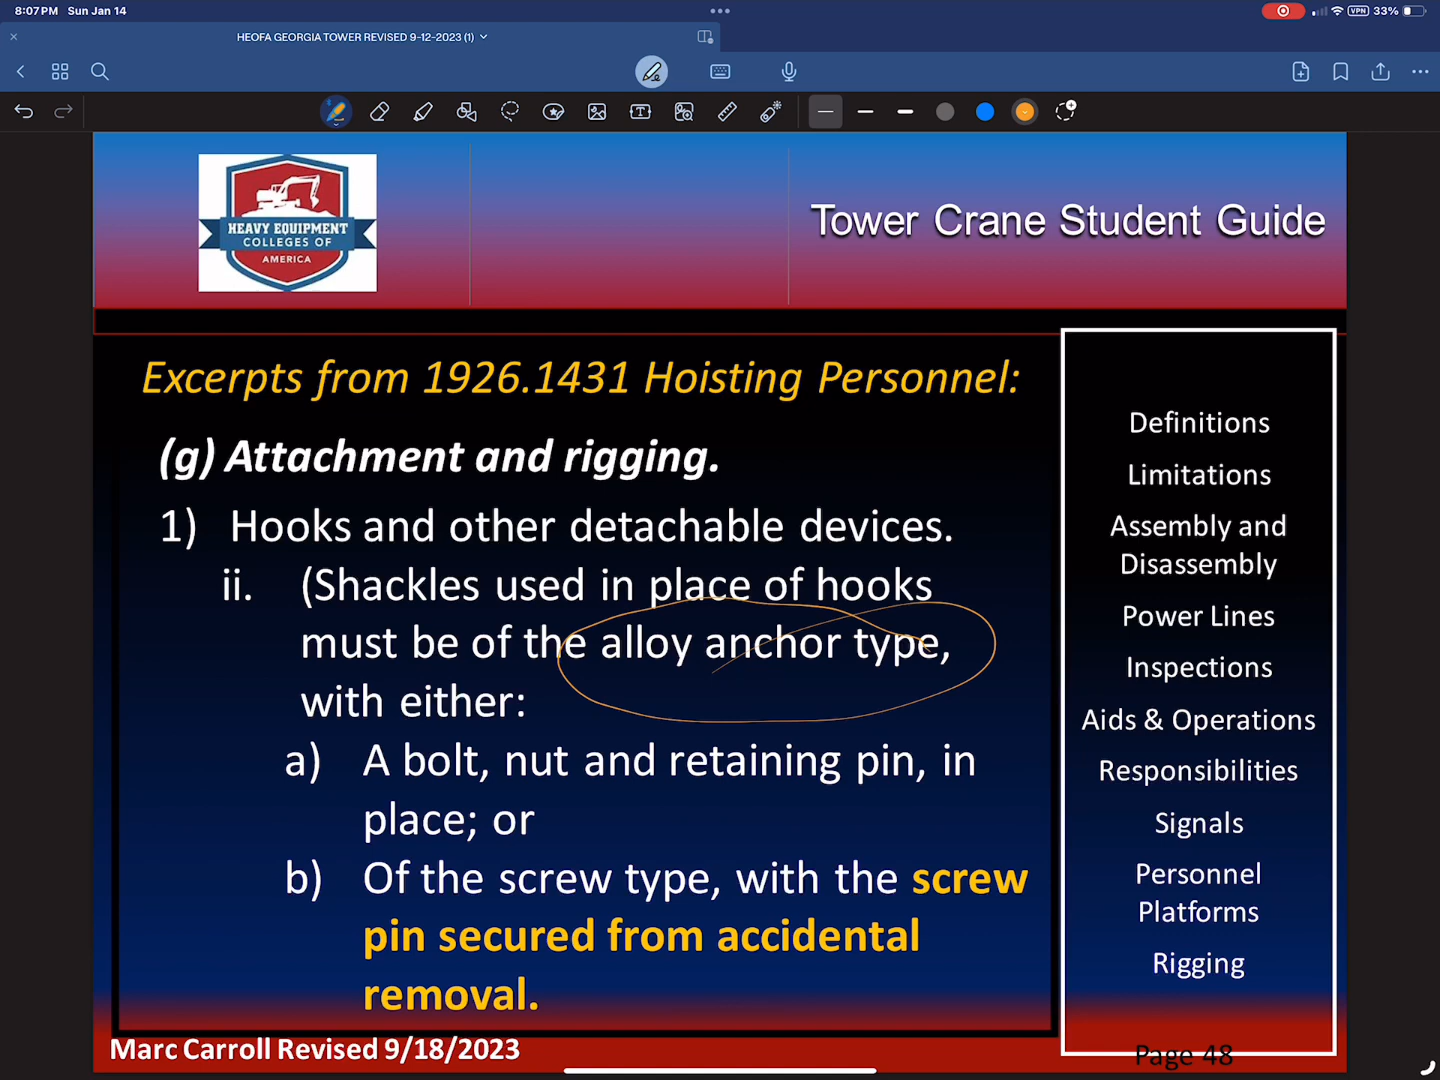 8:07 PM Sun Jan 14
VPN 33%
HEOFA GEORGIA TOWER REVISED 9-12-2023 (1)
HEAVY EQUIPMENT
COLLEGES OF
AMERICA
Tower Crane Student Guide
Excerpts from 1926.1431 Hoisting Personnel:
(g) Attachment and rigging.
1) Hooks and other detachable devices.
ii. (Shackles used in place of hooks
must be of the alloy anchor type,
with either:
a) A bolt, nut and retaining pin, in
place; or
b) Of the screw type, with the screw
pin secured from accidental
removal.
Definitions
Limitations
Assembly and
Disassembly
Power Lines
Inspections
Aids & Operations
Responsibilities
Signals
Personnel
Platforms
Rigging
Marc Carroll Revised 9/18/2023
Page 48